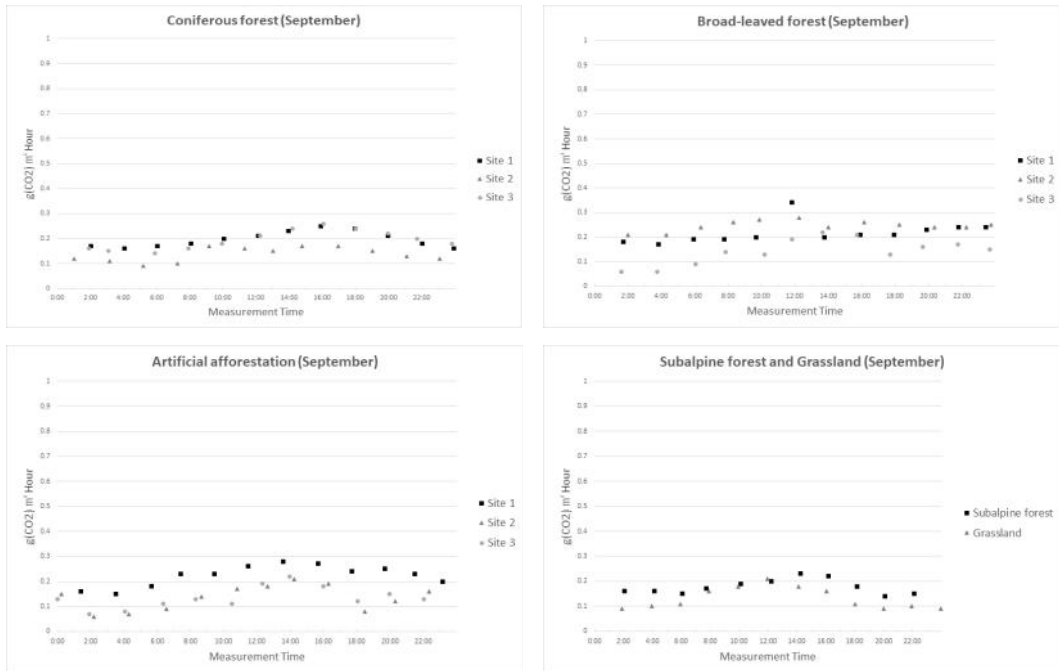 Coniferous forest (September)
1
0.9
0.8
0.7
0.6
0.5
0.4
0.3
0.2
0.1
0
g(CO2) m² Hour
0:00 2:00 4:00 6:00 8:00 10:00 12:00 14:00 16:00 18:00 20:00 22:00
Measurement Time
Site 1
Site 2
Site 3
Broad-leaved forest (September)
1
0.9
0.8
0.7
0.6
0.5
0.4
0.3
0.2
0.1
0
g(CO2) m² Hour
0:00 2:00 4:00 6:00 8:00 10:00 12:00 14:00 16:00 18:00 20:00 22:00
Measurement Time
Site 1
Site 2
Site 3
Artificial afforestation (September)
1
0.9
0.8
0.7
0.6
0.5
0.4
0.3
0.2
0.1
0
g(CO2) m² Hour
0:00 2:00 4:00 6:00 8:00 10:00 12:00 14:00 16:00 18:00 20:00 22:00
Measurement Time
Site 1
Site 2
Site 3
Subalpine forest and Grassland (September)
1
0.9
0.8
0.7
0.6
0.5
0.4
0.3
0.2
0.1
0
g(CO2) m² Hour
0:00 2:00 4:00 6:00 8:00 10:00 12:00 14:00 16:00 18:00 20:00 22:00
Measurement Time
Subalpine forest
Grassland